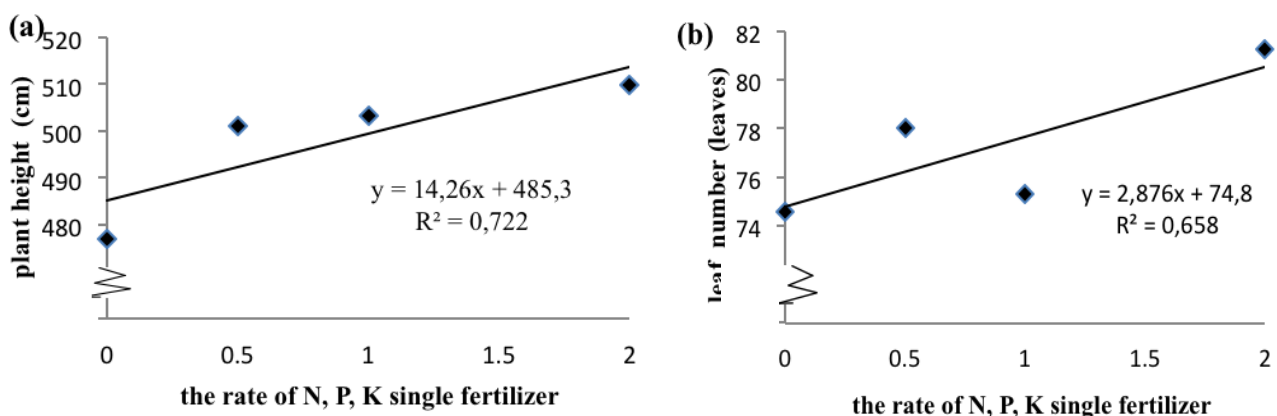 (a)
520
510
500
490
480
plant height (cm)
y = 14,26x + 485,3
R² = 0,722
0 0.5 1 1.5 2
the rate of N, P, K single fertilizer
(b)
82
80
78
76
74
leaf number (leaves)
y = 2,876x + 74,8
R² = 0,658
0 0.5 1 1.5 2
the rate of N, P, K single fertilizer